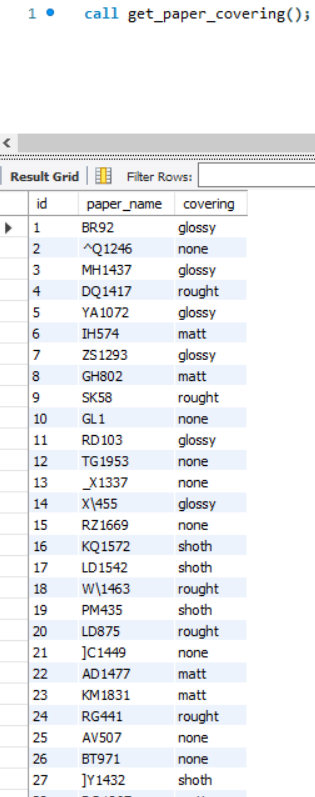 1 call get_paper_covering();
Result Grid Filter Rows:
id paper_name covering
1 BR92 glossy
2 ^Q1246 none
3 MH1437 glossy
4 DQ1417 rought
5 YA1072 glossy
6 IH574 matt
7 ZS1293 glossy
8 GH802 matt
9 SK58 rought
10 GL1 none
11 RD103 glossy
12 TG1953 none
13 _X1337 none
14 X\455 glossy
15 RZ1669 none
16 KQ1572 shoth
17 LD1542 shoth
18 W\1463 rought
19 PM435 shoth
20 LD875 rought
21 ]C1449 none
22 AD1477 matt
23 KM1831 matt
24 RG441 rought
25 AV507 none
26 BT971 none
27 ]Y1432 shoth